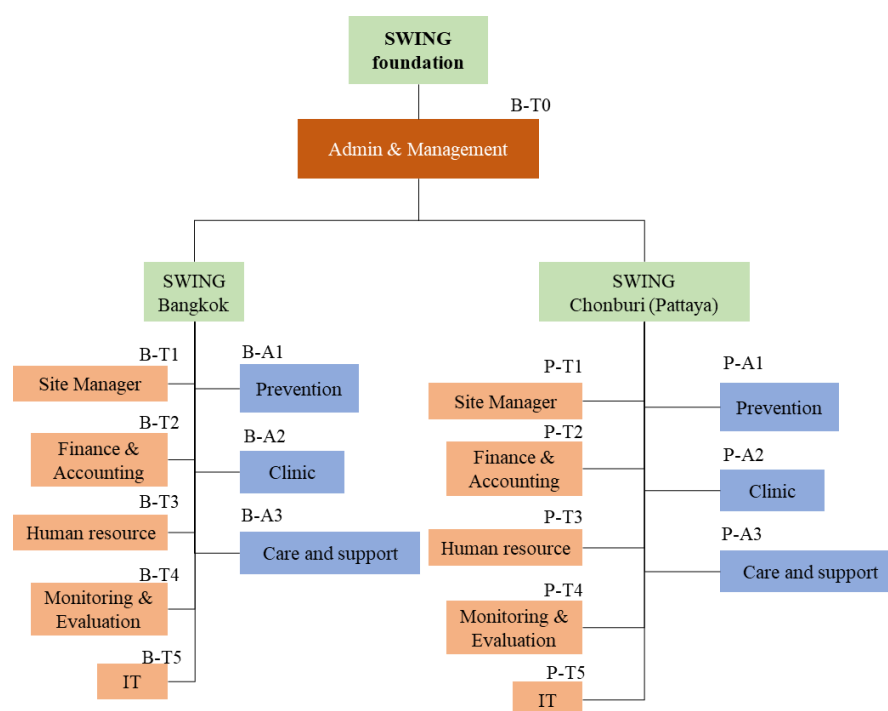 SWING
foundation
B-T0
Admin & Management
SWING
Bangkok
B-T1
Site Manager
B-T2
Finance &
Accounting
B-T3
Human resource
B-T4
Monitoring &
Evaluation
B-T5
IT
B-A1
Prevention
B-A2
Clinic
B-A3
Care and support
SWING
Chonburi (Pattaya)
P-T1
Site Manager
P-T2
Finance &
Accounting
P-T3
Human resource
P-T4
Monitoring &
Evaluation
P-T5
IT
P-A1
Prevention
P-A2
Clinic
P-A3
Care and support